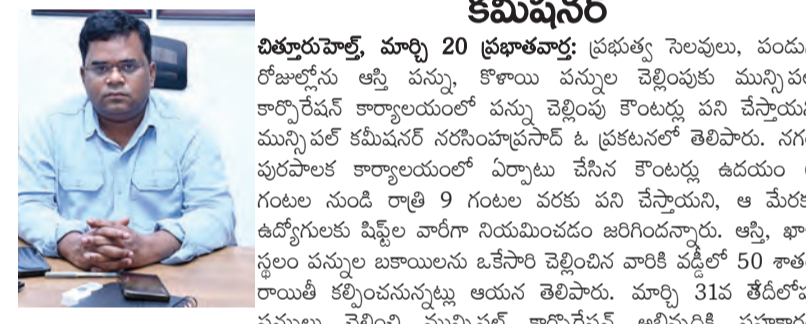 కమీషనర్
చిత్తూరుహెల్త్, మార్చి 20 ప్రభాతవార్త: ప్రభుత్వ సెలవులు,
రోజుల్లోను ఆస్తి పన్ను, కొళాయి పన్నుల చెల్లింపుకు
కార్పొరేషన్ కార్యాలయంలో పన్ను చెల్లింపు కౌంటర్లు పని
మున్సిపల్ కమీషనర్ నరసింహప్రసాద్ ఓ ప్రకటనలో తెలిపారు.
పురపాలక కార్యాలయంలో ఏర్పాటు చేసిన కౌంటర్లు ఉదయం
గంటల నుండి రాత్రి 9 గంటల వరకు పని చేస్తాయని, ఆ
ఉద్యోగులకు షిఫ్ట్‌ల వారీగా నియమించడం జరిగిందన్నారు. ఆస్తి,
స్థలం పన్నుల బకాయిలను ఒకేసారి చెల్లించిన వారికి వడ్డీలో 50
రాయితీ కల్పించనున్నట్లు ఆయన తెలిపారు. మార్చి 31వ